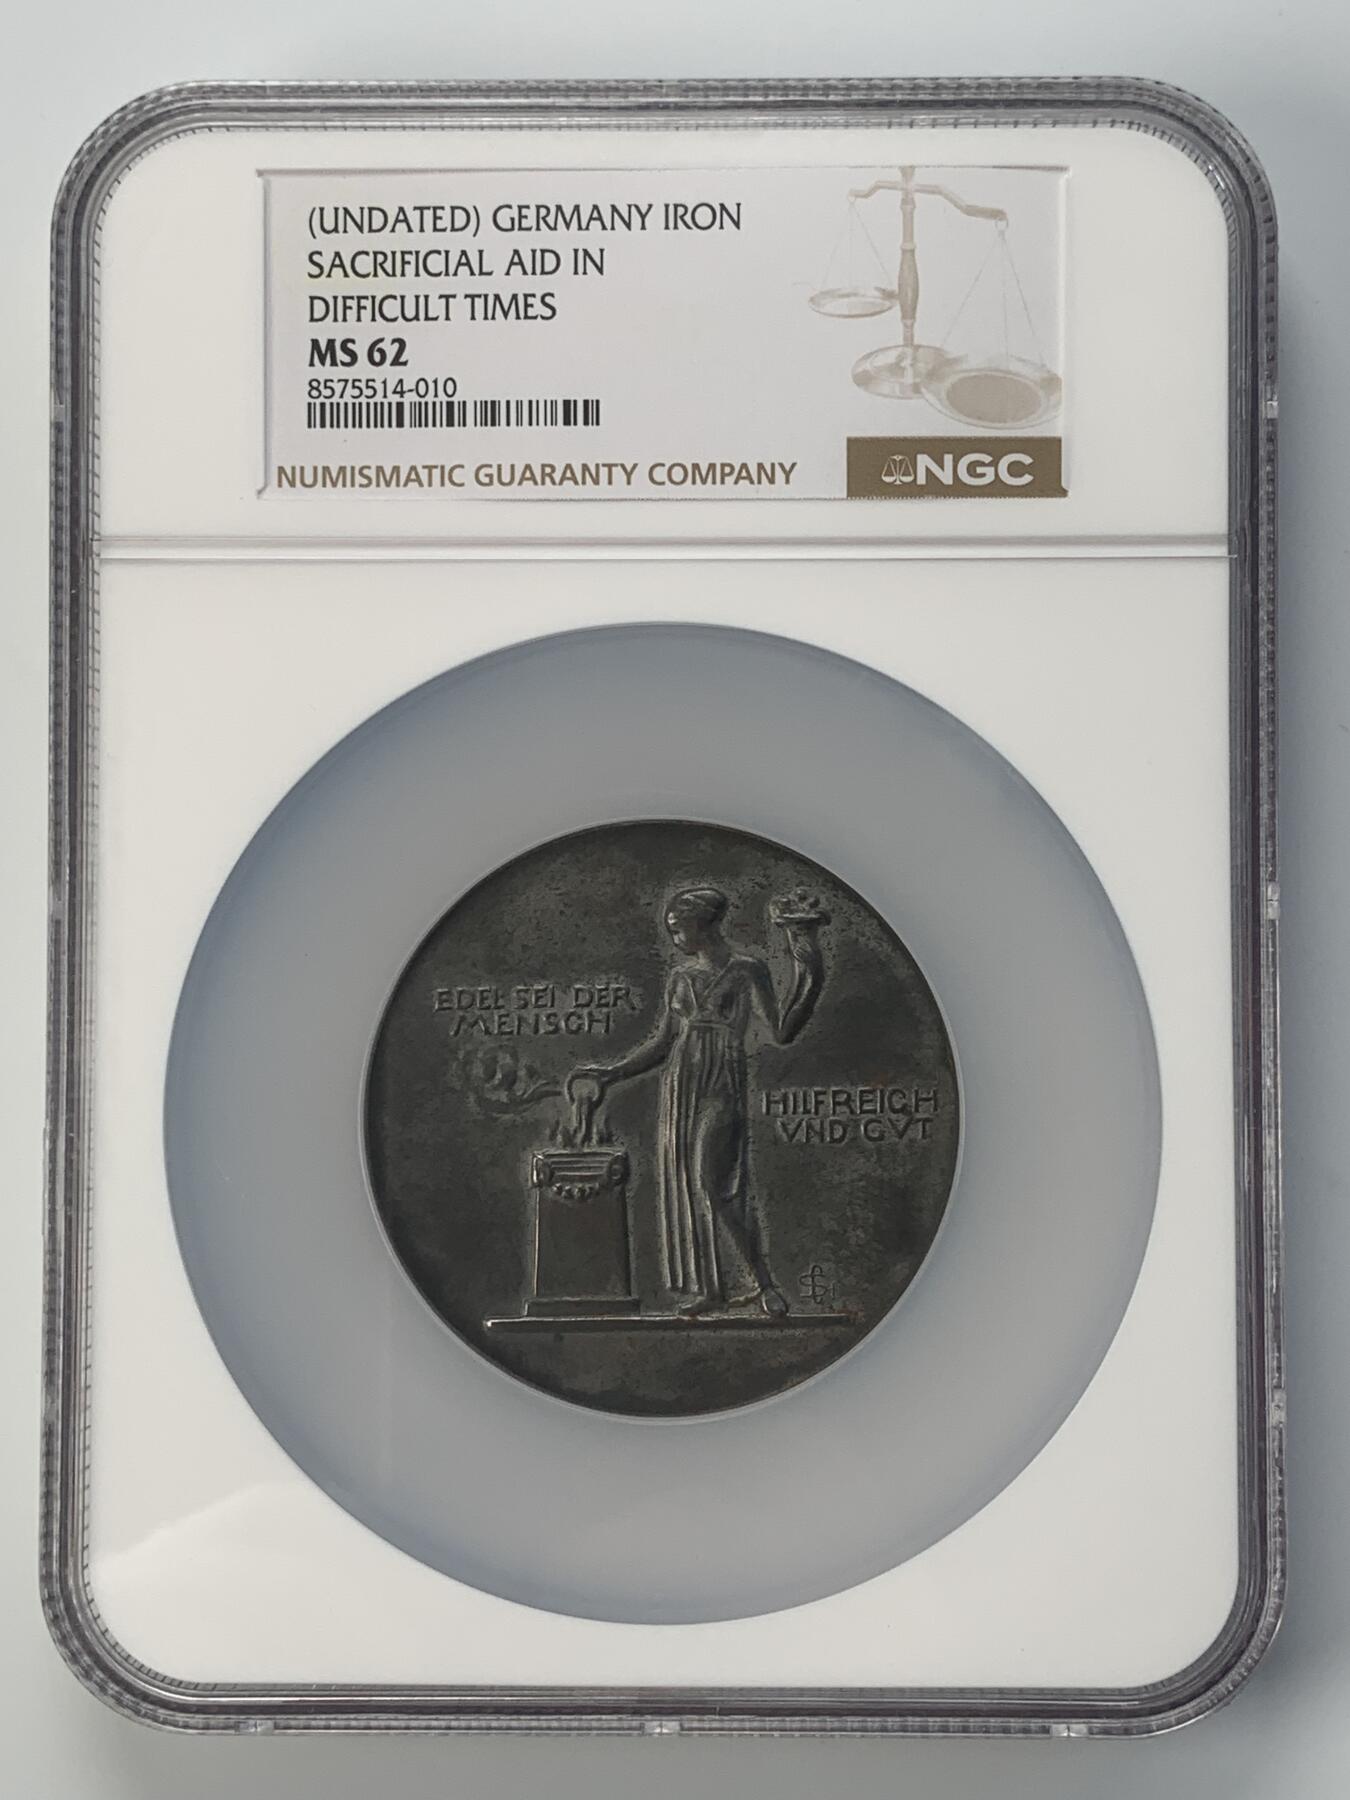 (UNDATED) GERMANY IRON
SACRIFICIAL AID IN
DIFFICULT TIMES
MS 62
8575514-010
NUMISMATIC GUARANTY COMPANY
NGC
EDEL SEI DER
MENSCH
HILFREICH
VND GVT